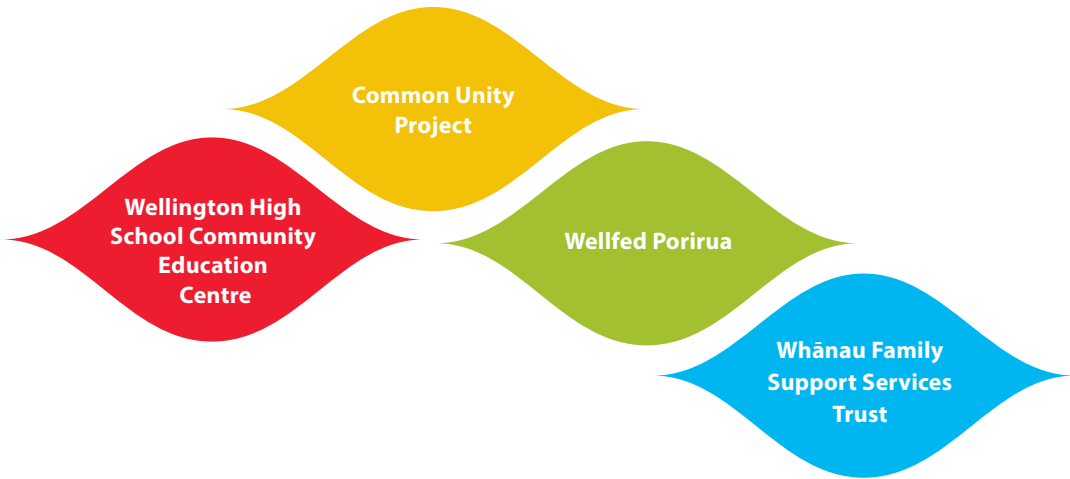 Common Unity
Project
Wellington High
School Community
Education
Centre
Wellfed Porirua
Whānau Family
Support Services
Trust